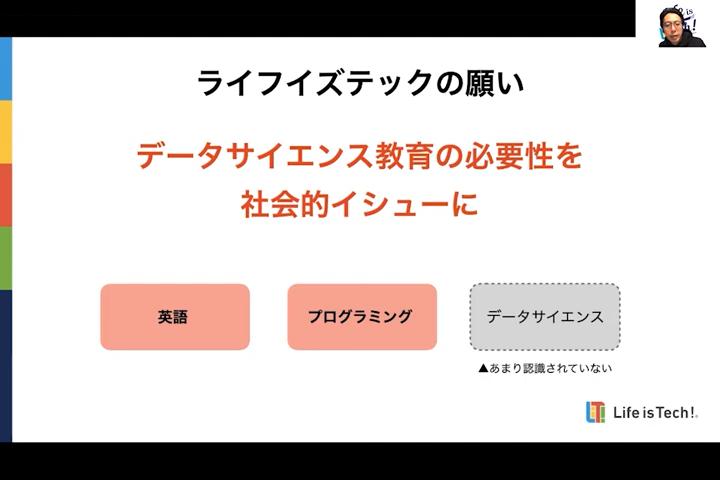 ライフイズテックの願い
データサイエンス教育の必要性を
社会的イシューに
英語
プログラミング
データサイエンス
▲あまり認識されていない
Life is Tech!